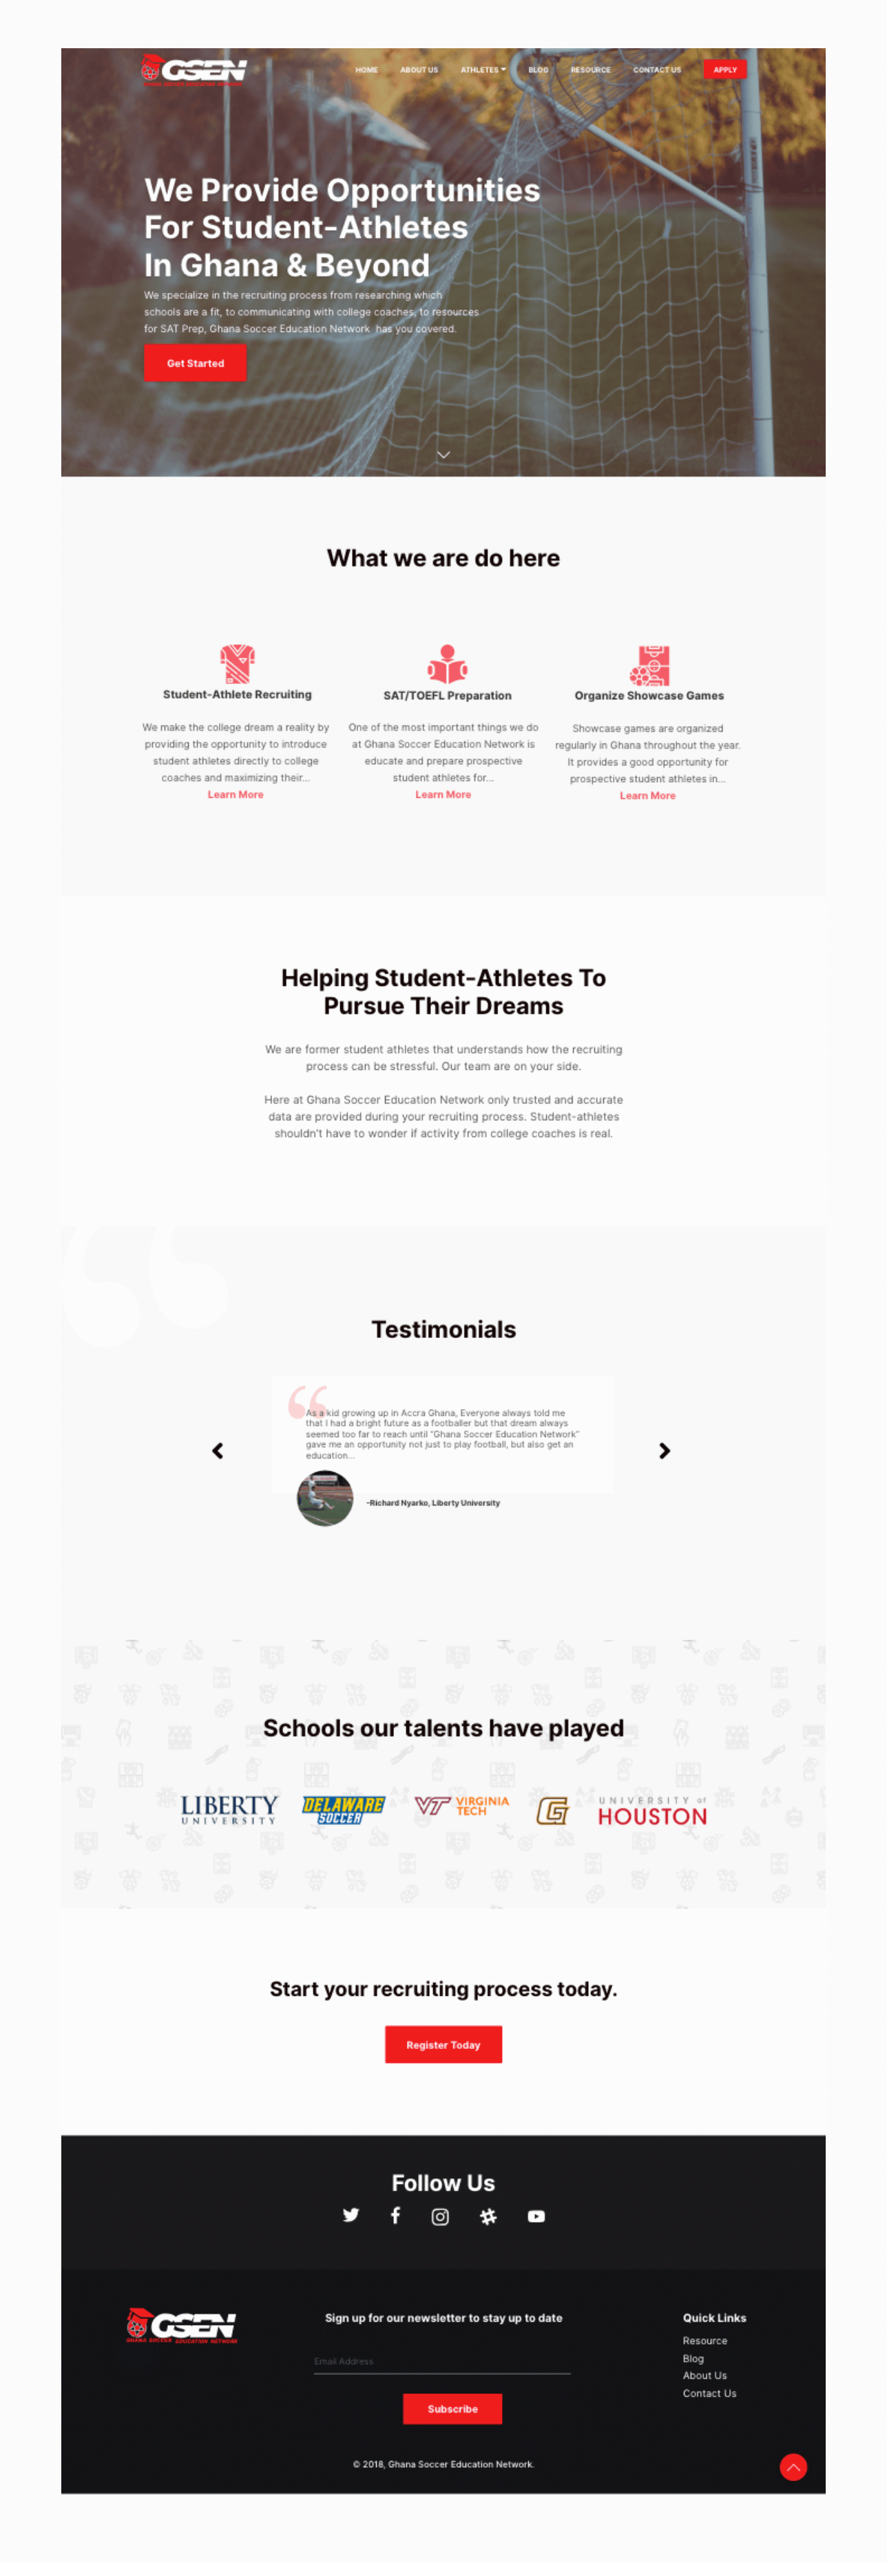 GSEN
GHANA SOCCER EDUCATION NETWORK
HOME ABOUT US ATHLETES BLOG RESOURCE CONTACT US APPLY
We Provide Opportunities
For Student-Athletes
In Ghana & Beyond
We specialize in the recruiting process from researching which
schools are a fit, to communicating with college coaches, to resources
for SAT Prep, Ghana Soccer Education Network has you covered.
Get Started
What we are do here
Student-Athlete Recruiting
We make the college dream a reality by
providing the opportunity to introduce
student athletes directly to college
coaches and maximizing their...
Learn More
SAT/TOEFL Preparation
One of the most important things we do
at Ghana Soccer Education Network is
educate and prepare prospective
student athletes for...
Learn More
Organize Showcase Games
Showcase games are organized
regularly in Ghana throughout the year.
It provides a good opportunity for
prospective student athletes in...
Learn More
Helping Student-Athletes To
Pursue Their Dreams
We are former student athletes that understands how the recruiting
process can be stressful. Our team are on your side.
Here at Ghana Soccer Education Network only trusted and accurate
data are provided during your recruiting process. Student-athletes
shouldn't have to wonder if activity from college coaches is real.
Testimonials
As a kid growing up in Accra Ghana, Everyone always told me
that I had a bright future as a footballer but that dream always
seemed too far to reach until "Ghana Soccer Education Network"
gave me an opportunity not just to play football, but also get an
education...
-Richard Nyarko, Liberty University
Schools our talents have played
LIBERTY
UNIVERSITY
DELAWARE
SOCCER
VT VIRGINIA
TECH
G
UNIVERSITY of
HOUSTON
Start your recruiting process today.
Register Today
Follow Us
GSEN
GHANA SOCCER EDUCATION NETWORK
Sign up for our newsletter to stay up to date
Email Address
Subscribe
Quick Links
Resource
Blog
About Us
Contact Us
© 2018, Ghana Soccer Education Network.